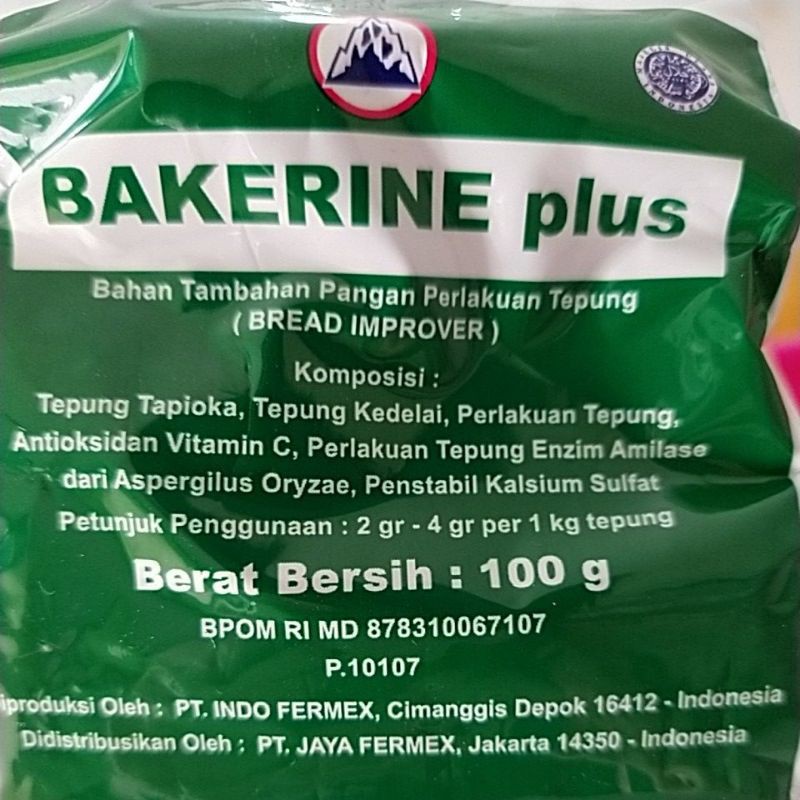 BAKERINE plus
Bahan Tambahan Pangan Perlakuan Tepung
( BREAD IMPROVER )
Komposisi :
Tepung Tapioka, Tepung Kedelai, Perlakuan Tepung,
Antioksidan Vitamin C, Perlakuan Tepung Enzim Amilase
dari Aspergilus Oryzae, Penstabil Kalsium Sulfat
Petunjuk Penggunaan : 2 gr - 4 gr per 1 kg tepung
Berat Bersih : 100 g
BPOM RI MD 878310067107
P.10107
iproduksi Oleh : PT. INDO FERMEX, Cimanggis Depok 16412 - Indonesia
Didistribusikan Oleh : PT. JAYA FERMEX, Jakarta 14350 - Indonesia